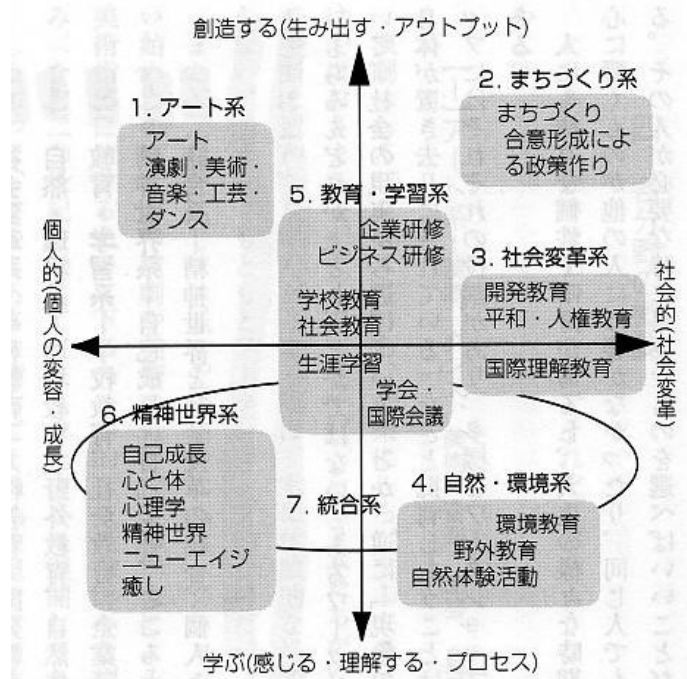 創造する(生み出す・アウトプット)
1. アート系
アート
演劇・美術・
音楽・工芸・
ダンス
2. まちづくり系
まちづくり
合意形成によ
る政策作り
5. 教育・学習系
企業研修
ビジネス研修
学校教育
社会教育
生涯学習
学会・
国際会議
3. 社会変革系
開発教育
平和・人権教育
国際理解教育
個人的(個人の変容・成長)
社会的(社会変革)
6. 精神世界系
自己成長
心と体
心理学
精神世界
ニューエイジ
癒し
7. 統合系
4. 自然・環境系
環境教育
野外教育
自然体験活動
学ぶ(感じる・理解する・プロセス)